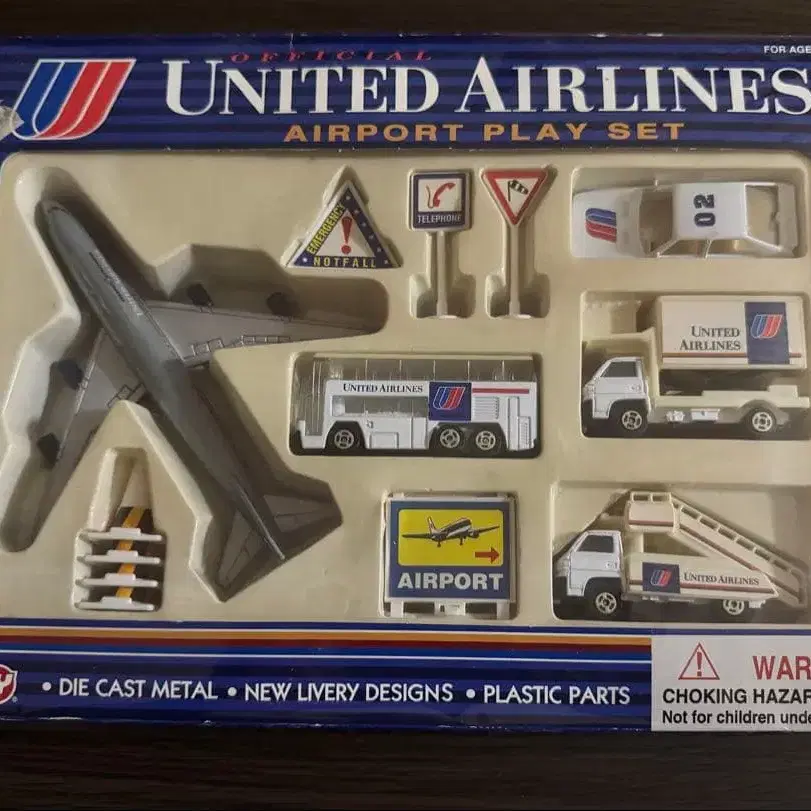 FOR AGE
OFFICIAL
UNITED AIRLINES
AIRPORT PLAY SET
EMERGENCY
!
NOTFALL
TELEPHONE
02
UNITED
AIRLINES
UNITED AIRLINES
AIRPORT
UNITED AIRLINES
• DIE CAST METAL • NEW LIVERY DESIGNS • PLASTIC PARTS
! WAR
CHOKING HAZAR
Not for children unde